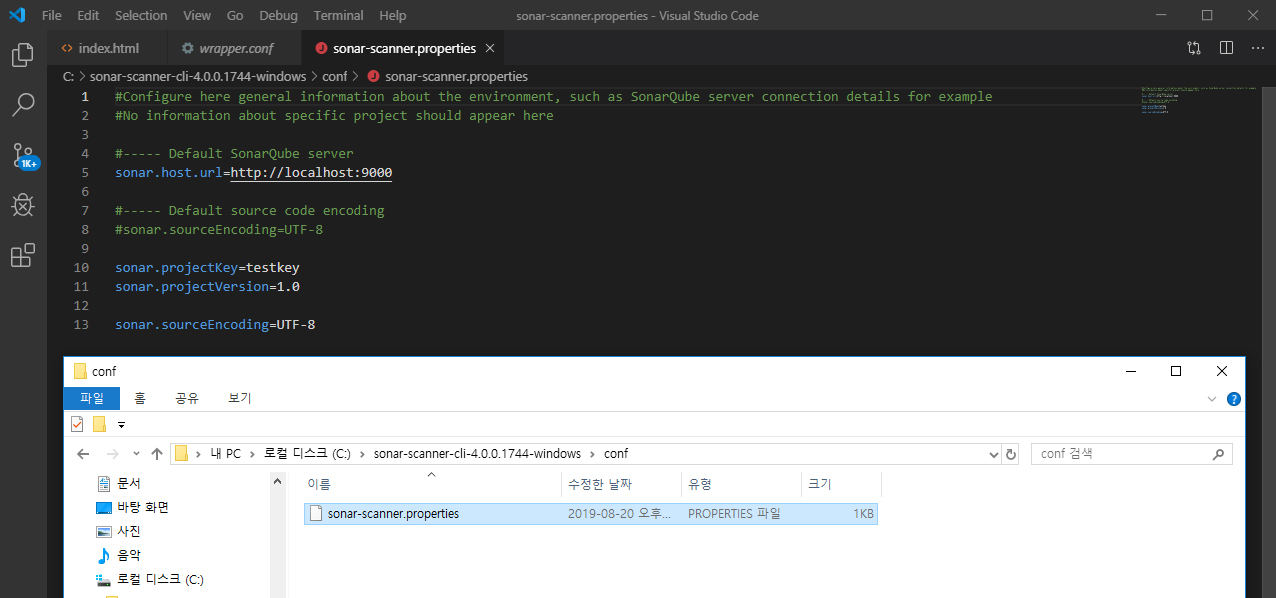 File Edit Selection View Go Debug Terminal Help sonar-scanner.properties - Visual Studio Code
index.html wrapper.conf sonar-scanner.properties
C: > sonar-scanner-cli-4.0.0.1744-windows > conf > sonar-scanner.properties
1 #Configure here general information about the environment, such as SonarQube server connection details for example
2 #No information about specific project should appear here
3
4 #----- Default SonarQube server
5 sonar.host.url=http://localhost:9000
6
7 #----- Default source code encoding
8 #sonar.sourceEncoding=UTF-8
9
10 sonar.projectKey=testkey
11 sonar.projectVersion=1.0
12
13 sonar.sourceEncoding=UTF-8
1K+
conf
파일 홈 공유 보기
내 PC > 로컬 디스크 (C:) > sonar-scanner-cli-4.0.0.1744-windows > conf
conf 검색
문서
바탕 화면
사진
음악
로컬 디스크 (C:)
이름 수정한 날짜 유형 크기
sonar-scanner.properties 2019-08-20 오후... PROPERTIES 파일 1KB